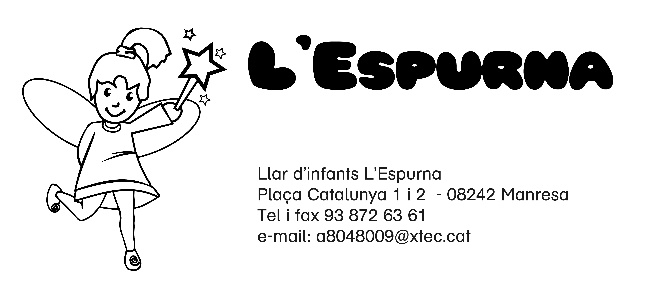 L'ESPURNA
Llar d'infants L'Espurna
Plaça Catalunya 1 i 2 - 08242 Manresa
Tel i fax 93 872 63 61
e-mail: a8048009@xtec.cat